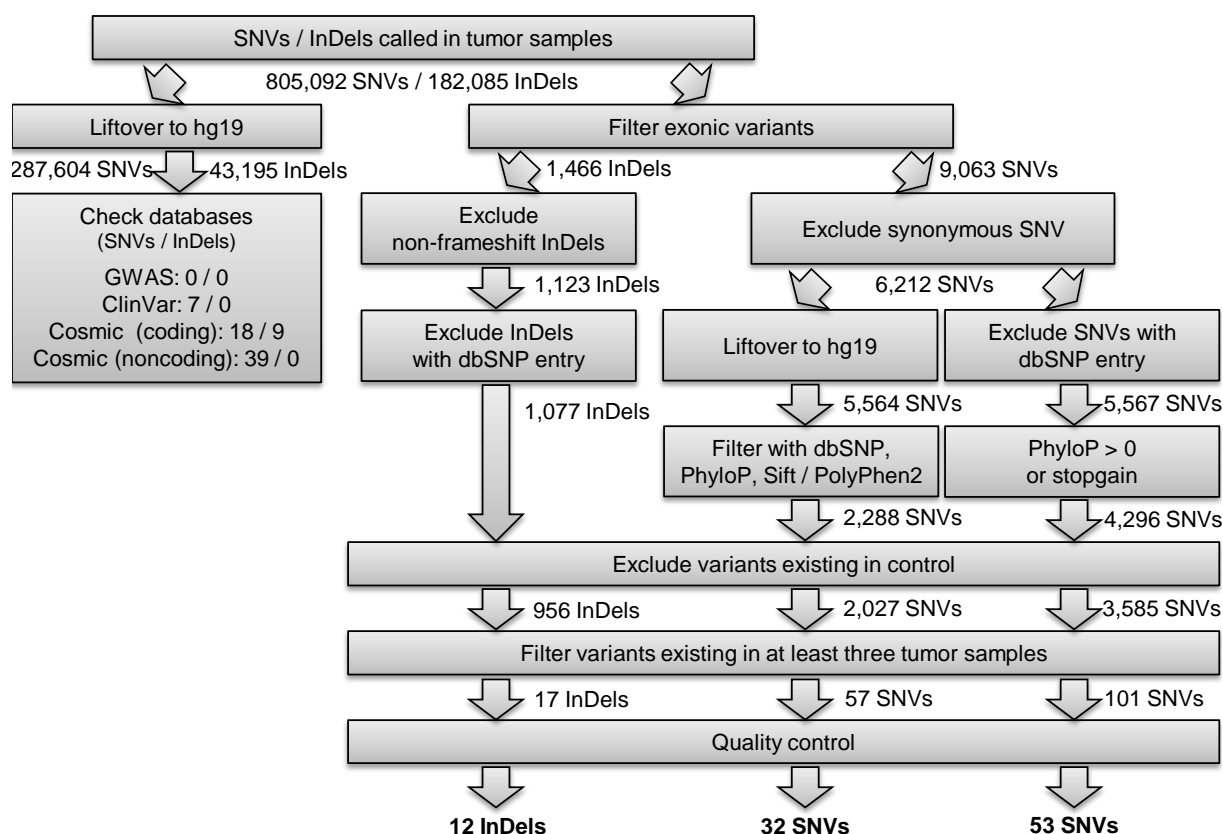 SNVs / InDels called in tumor samples
805,092 SNVs / 182,085 InDels
Liftover to hg19
Filter exonic variants
287,604 SNVs
43,195 InDels
1,466 InDels
9,063 SNVs
Check databases
(SNVs / InDels)
GWAS: 0 / 0
ClinVar: 7 / 0
Cosmic (coding): 18 / 9
Cosmic (noncoding): 39 / 0
Exclude
non-frameshift InDels
Exclude synonymous SNV
1,123 InDels
6,212 SNVs
Exclude InDels
with dbSNP entry
Liftover to hg19
Exclude SNVs with
dbSNP entry
1,077 InDels
5,564 SNVs
5,567 SNVs
Filter with dbSNP,
PhyloP, Sift / PolyPhen2
PhyloP > 0
or stopgain
2,288 SNVs
4,296 SNVs
Exclude variants existing in control
956 InDels
2,027 SNVs
3,585 SNVs
Filter variants existing in at least three tumor samples
17 InDels
57 SNVs
101 SNVs
Quality control
12 InDels
32 SNVs
53 SNVs